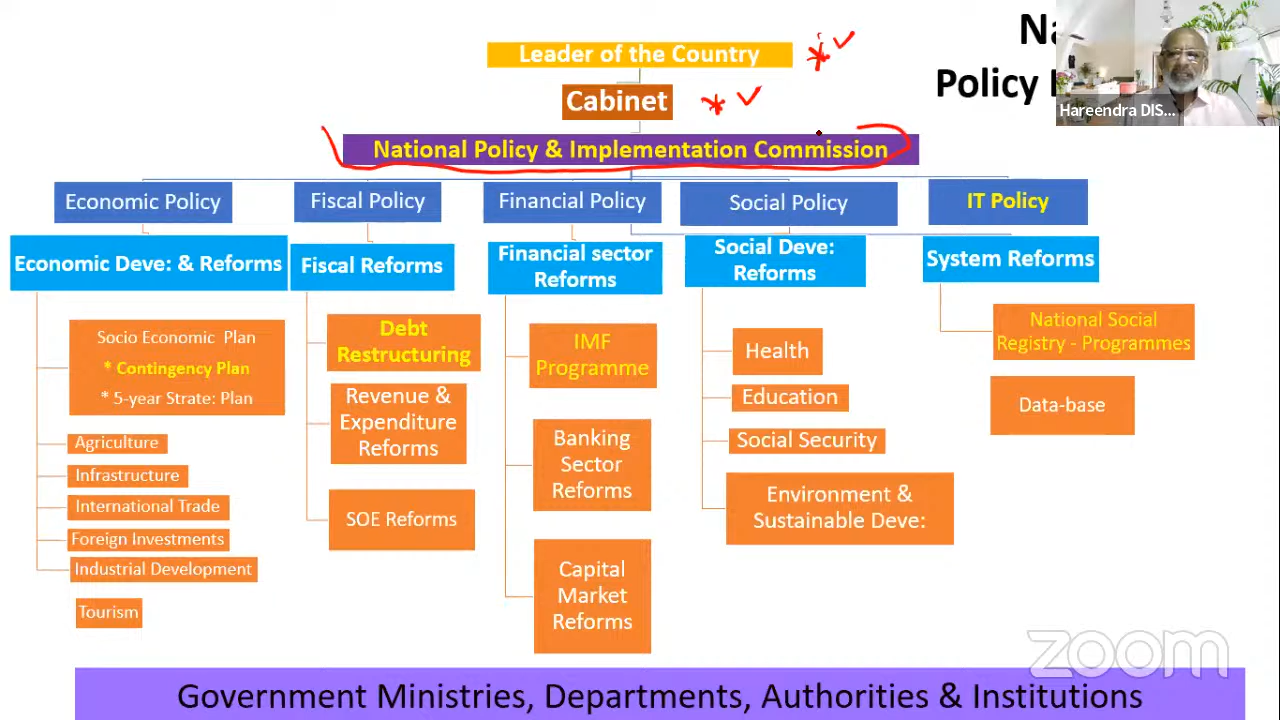 Na
Policy
Leader of the Country
Cabinet
Hareendra DIS...
National Policy & Implementation Commission
Economic Policy
Fiscal Policy
Financial Policy
Social Policy
IT Policy
Economic Deve: & Reforms
Fiscal Reforms
Financial sector
Reforms
Social Deve:
Reforms
System Reforms
Socio Economic Plan
* Contingency Plan
* 5-year Strate: Plan
Agriculture
Infrastructure
International Trade
Foreign Investments
Industrial Development
Tourism
Debt
Restructuring
Revenue &
Expenditure
Reforms
SOE Reforms
IMF
Programme
Banking
Sector
Reforms
Capital
Market
Reforms
Health
Education
Social Security
Environment &
Sustainable Deve:
National Social
Registry - Programmes
Data-base
zoom
Government Ministries, Departments, Authorities & Institutions